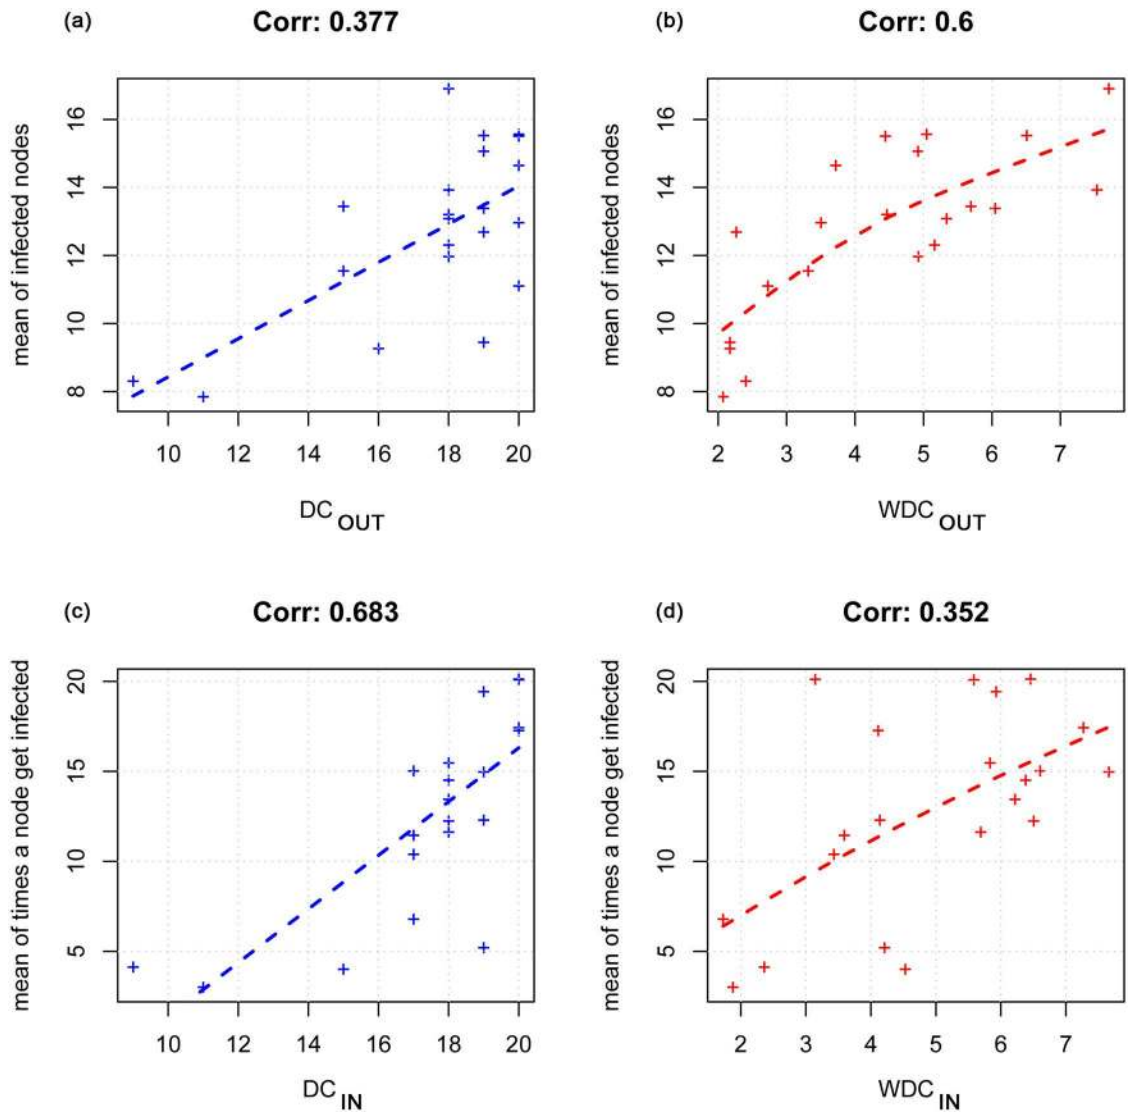 (a) Corr: 0.377
mean of infected nodes
16
14
12
10
8
10 12 14 16 18 20
DC OUT
(b) Corr: 0.6
mean of infected nodes
16
14
12
10
8
2 3 4 5 6 7
WDC OUT
(c) Corr: 0.683
mean of times a node get infected
20
15
10
5
10 12 14 16 18 20
DC IN
(d) Corr: 0.352
mean of times a node get infected
20
15
10
5
2 3 4 5 6 7
WDC IN